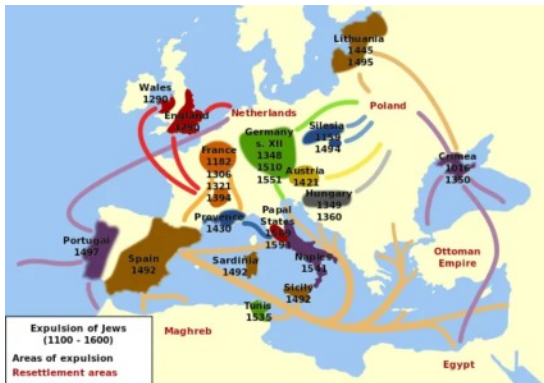 Lithuania
1445
1495
Wales
1290
England
1290
Netherlands
Poland
Germany
s. XII
1348
1510
1551
Silesia
1159
1494
France
1182
1306
1321
1394
Austria
1421
Crimea
1016
1350
Hungary
1349
1360
Provence
1430
Papal
States
1569
1593
Portugal
1497
Spain
1492
Sardinia
1492
Naples
1541
Ottoman
Empire
Sicily
1492
Tunis
1535
Maghreb
Egypt
Expulsion of Jews
(1100 - 1600)
Areas of expulsion
Resettlement areas